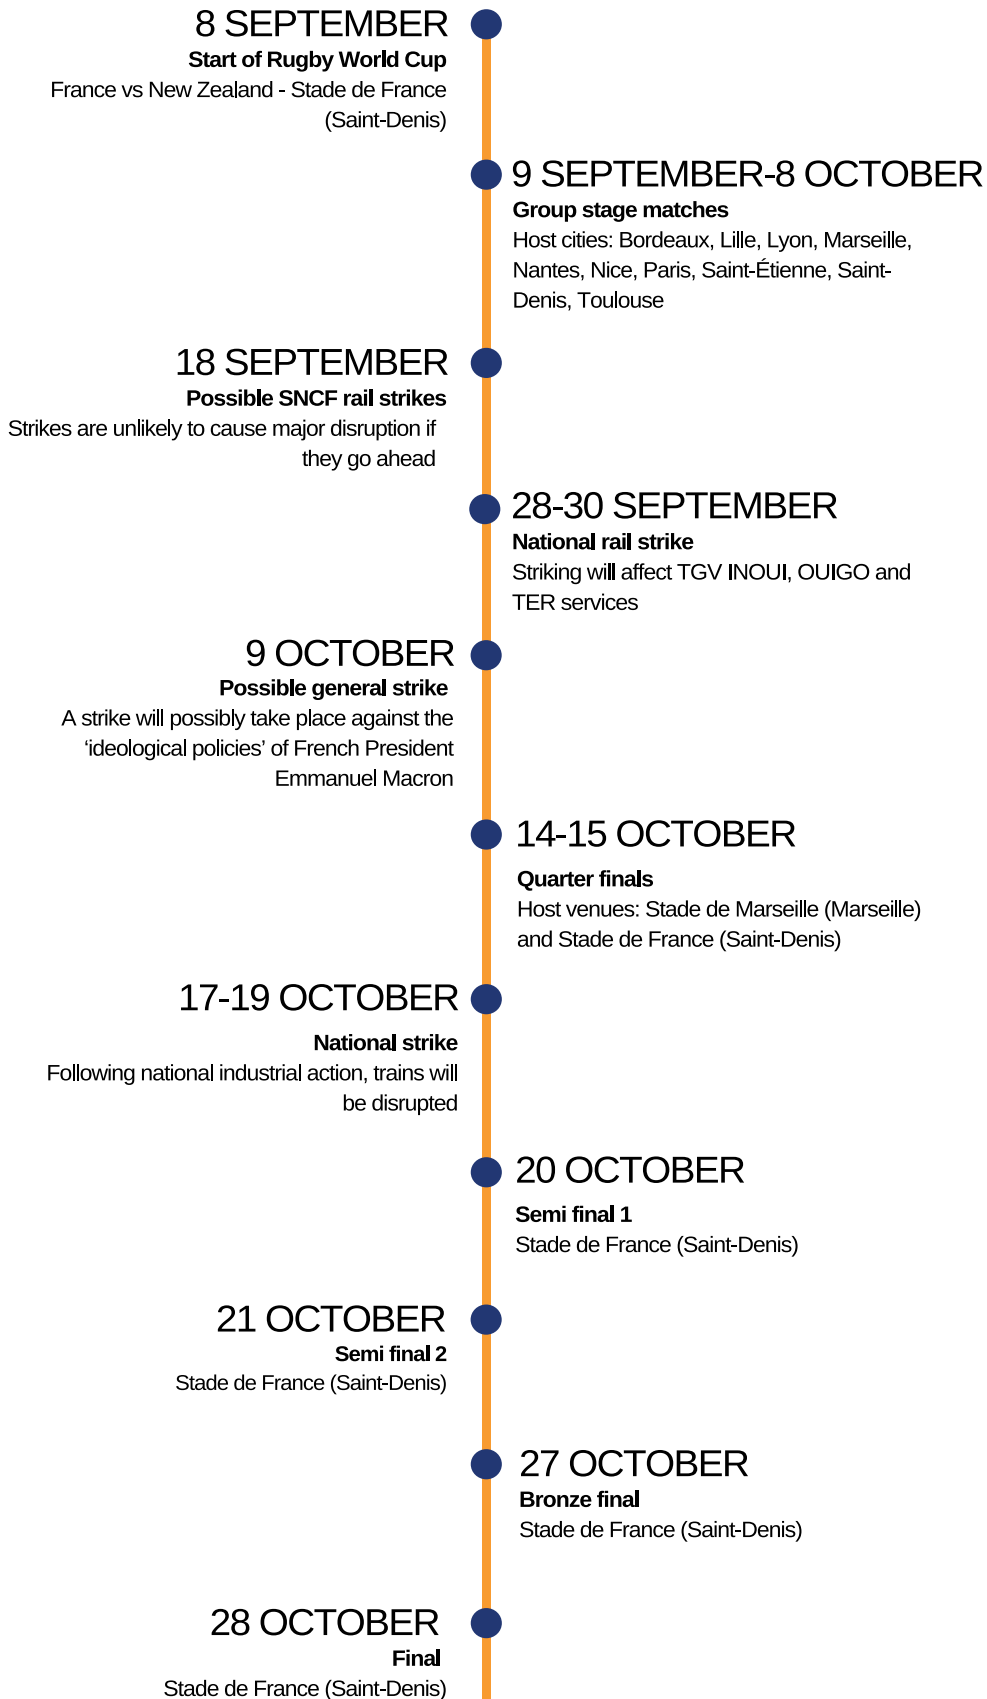 8 SEPTEMBER
Start of Rugby World Cup
France vs New Zealand - Stade de France
(Saint-Denis)
9 SEPTEMBER-8 OCTOBER
Group stage matches
Host cities: Bordeaux, Lille, Lyon, Marseille,
Nantes, Nice, Paris, Saint-Étienne, Saint-
Denis, Toulouse
18 SEPTEMBER
Possible SNCF rail strikes
Strikes are unlikely to cause major disruption if
they go ahead
28-30 SEPTEMBER
National rail strike
Striking will affect TGV INOUI, OUIGO and
TER services
9 OCTOBER
Possible general strike
A strike will possibly take place against the
‘ideological policies’ of French President
Emmanuel Macron
14-15 OCTOBER
Quarter finals
Host venues: Stade de Marseille (Marseille)
and Stade de France (Saint-Denis)
17-19 OCTOBER
National strike
Following national industrial action, trains will
be disrupted
20 OCTOBER
Semi final 1
Stade de France (Saint-Denis)
21 OCTOBER
Semi final 2
Stade de France (Saint-Denis)
27 OCTOBER
Bronze final
Stade de France (Saint-Denis)
28 OCTOBER
Final
Stade de France (Saint-Denis)